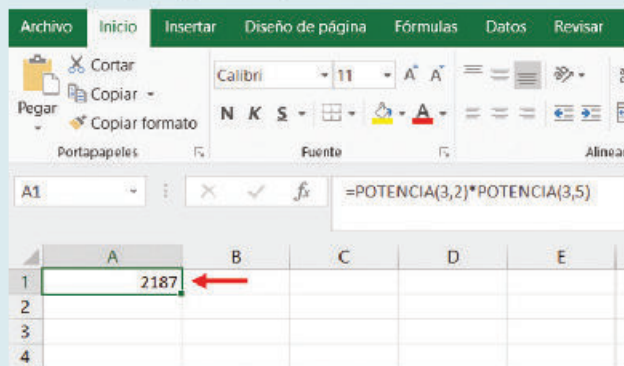 Archivo Inicio Insertar Diseño de página Fórmulas Datos Revisar
Cortar
Copiar
Copiar formato
Pegar
Calibri 11 A A
N K S A
Portapapeles Fuente
A1 fx =POTENCIA(3,2)*POTENCIA(3,5)
A B C D E
1 2187
2
3
4